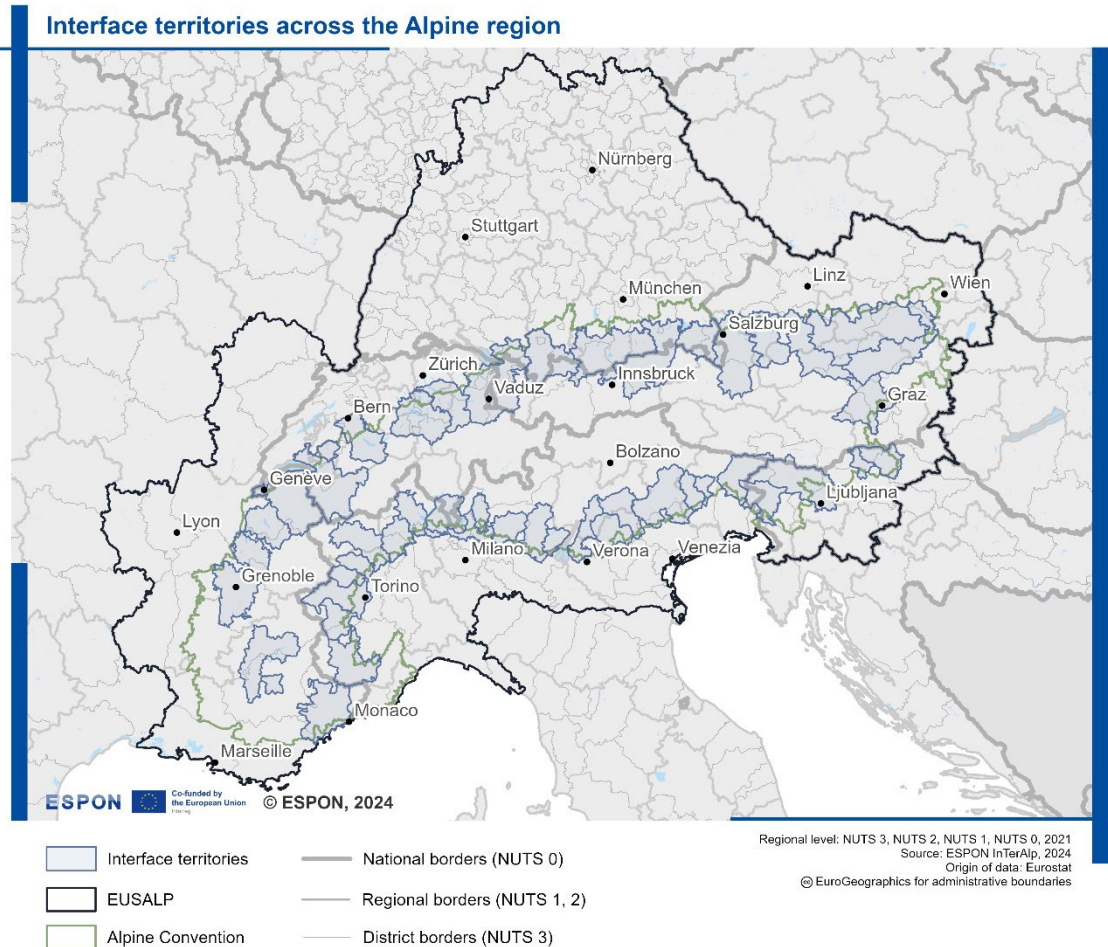 Interface territories across the Alpine region
Nürnberg
Stuttgart
Linz
Wien
München
Salzburg
Zürich
Innsbruck
Vaduz
Graz
Bern
Bolzano
Genève
Ljubljana
Lyon
Milano
Verona
Venezia
Grenoble
Torino
Monaco
Marseille
ESPON
Co-funded by
the European Union
Interreg
© ESPON, 2024
Regional level: NUTS 3, NUTS 2, NUTS 1, NUTS 0, 2021
Source: ESPON InTerAlp, 2024
Origin of data: Eurostat
㏄ EuroGeographics for administrative boundaries
Interface territories
National borders (NUTS 0)
EUSALP
Regional borders (NUTS 1, 2)
Alpine Convention
District borders (NUTS 3)